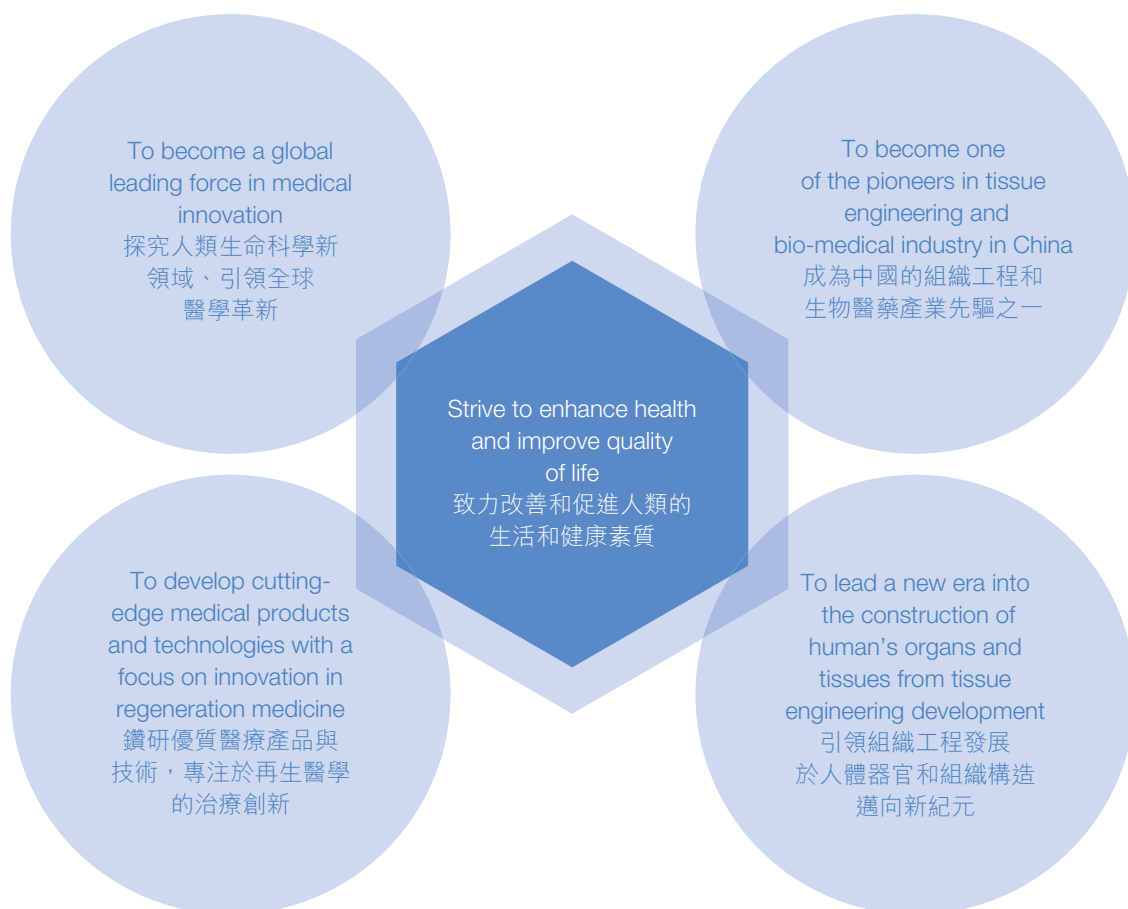 To become a global
leading force in medical
innovation
探究人類生命科學新
領域、引領全球
醫學革新
To become one
of the pioneers in tissue
engineering and
bio-medical industry in China
成為中國的組織工程和
生物醫藥產業先驅之一
Strive to enhance health
and improve quality
of life
致力改善和促進人類的
生活和健康素質
To develop cutting-
edge medical products
and technologies with a
focus on innovation in
regeneration medicine
鑽研優質醫療產品與
技術，專注於再生醫學
的治療創新
To lead a new era into
the construction of
human's organs and
tissues from tissue
engineering development
引領組織工程發展
於人體器官和組織構造
邁向新紀元